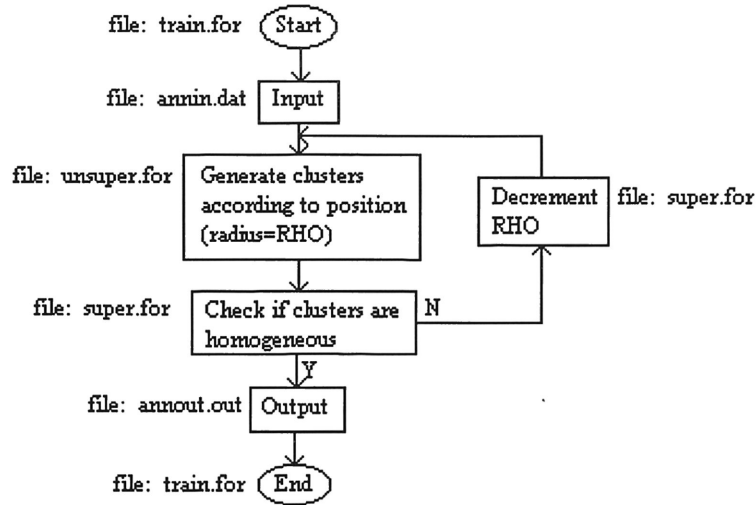 file: train.for Start
file: annin.dat Input
file: unsuper.for Generate clusters
according to position
(radius=RHO)
Decrement file: super.for
RHO
file: super.for Check if clusters are N
homogeneous
Y
file: annout.out Output
file: train.for End